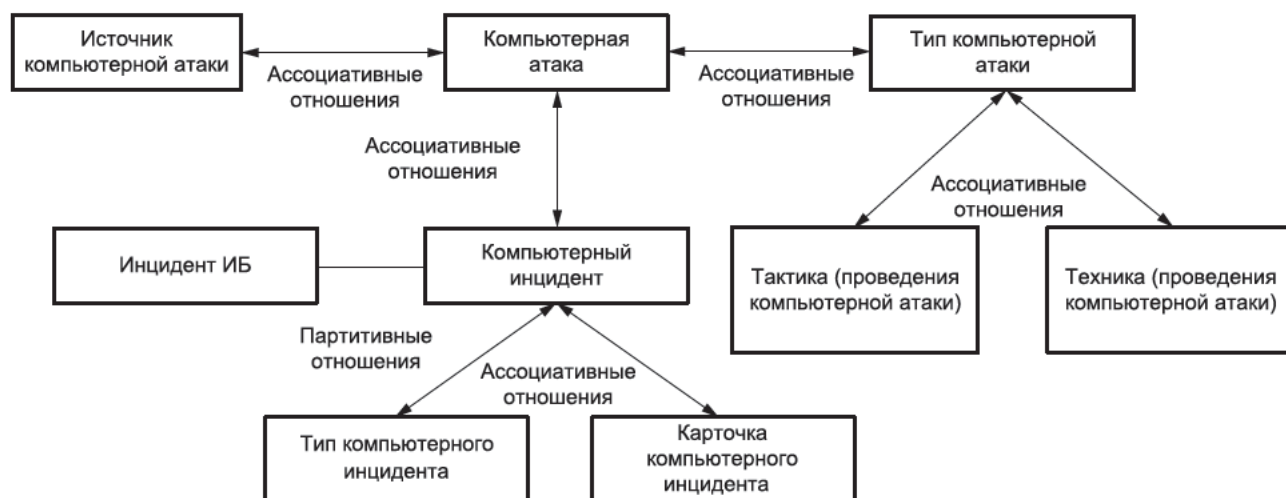 Источник
компьютерной атаки
Ассоциативные
отношения
Компьютерная
атака
Ассоциативные
отношения
Тип компьютерной
атаки
Ассоциативные
отношения
Ассоциативные
отношения
Инцидент ИБ
Компьютерный
инцидент
Тактика (проведения
компьютерной атаки)
Техника (проведения
компьютерной атаки)
Партитивные
отношения
Ассоциативные
отношения
Тип компьютерного
инцидента
Карточка
компьютерного
инцидента